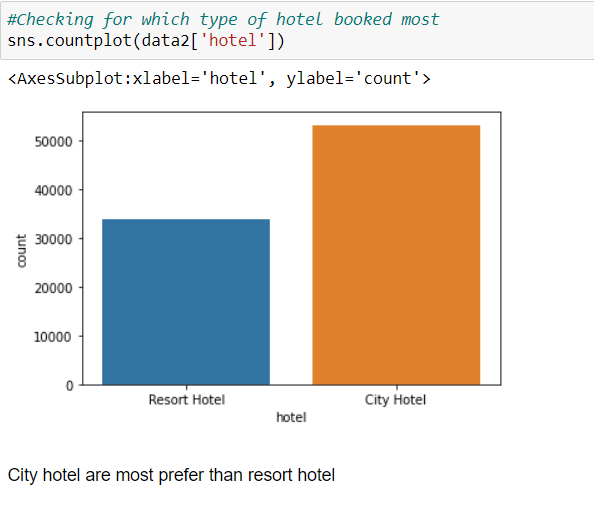 #Checking for which type of hotel booked most
sns.countplot(data2['hotel'])
<AxesSubplot:xlabel='hotel', ylabel='count'>
50000
40000
30000
20000
10000
0
count
Resort Hotel
City Hotel
hotel
City hotel are most prefer than resort hotel